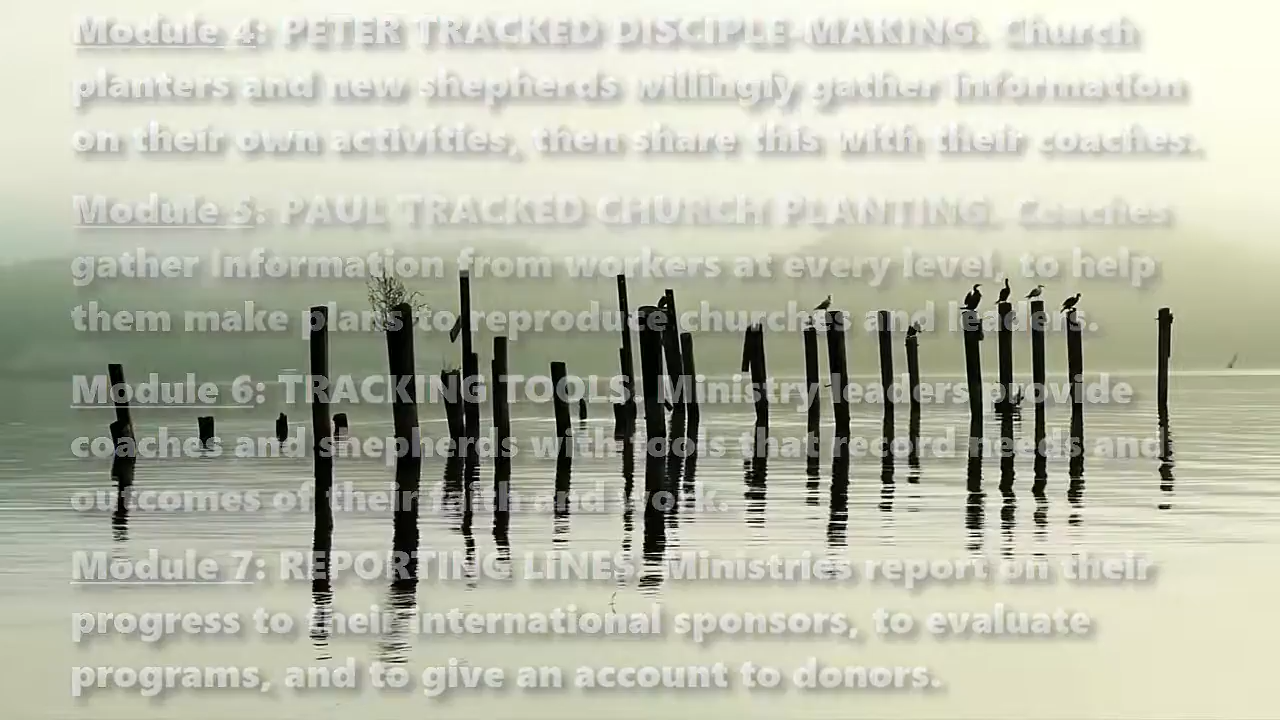 Module 4: PETER TRACKED DISCIPLE-MAKING. Church
planters and new shepherds willingly gather information
on their own activities, then share this with their coaches.
Module 5: PAUL TRACKED CHURCH PLANTING. Coaches
gather information from workers at every level, to help
them make plans to reproduce churches and leaders.
Module 6: TRACKING TOOLS. Ministry leaders provide
coaches and shepherds with tools that record needs and
outcomes of their faith and work.
Module 7: REPORTING LINES. Ministries report on their
progress to their international sponsors, to evaluate
programs, and to give an account to donors.